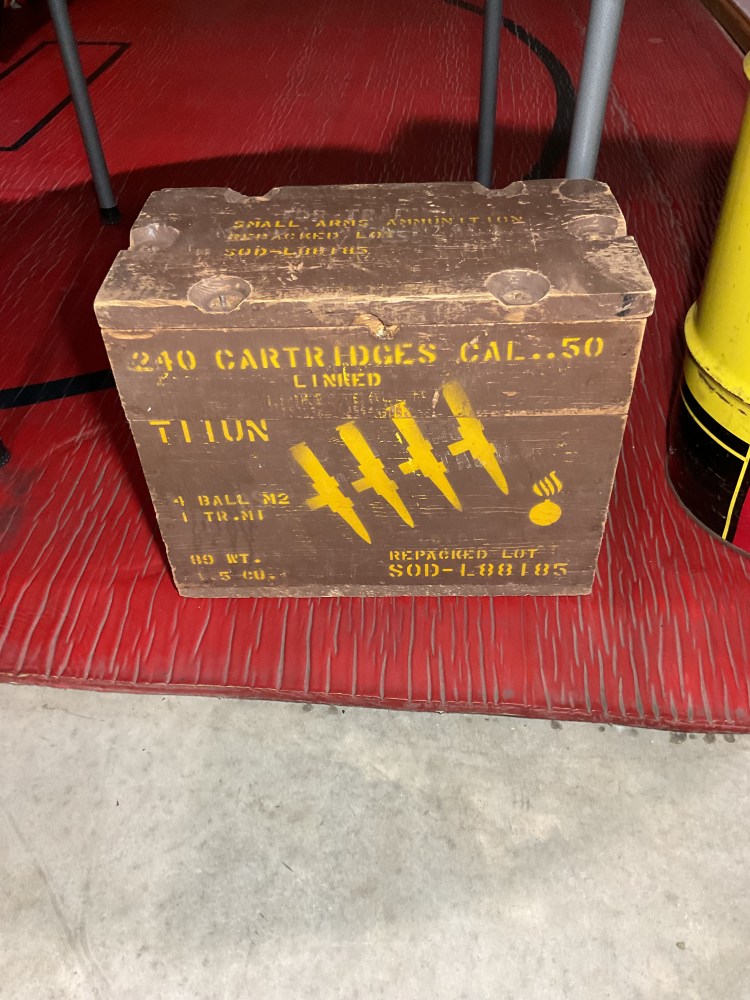 SMALL ARMS AMMUNITION
REPACKED LOT
SOD-L88185
240 CARTRIDGES CAL..50
LINKED
T11UN
4 BALL M2
1 TR.M1
89 WT.
1.5 CU.
REPACKED LOT
SOD-L88185